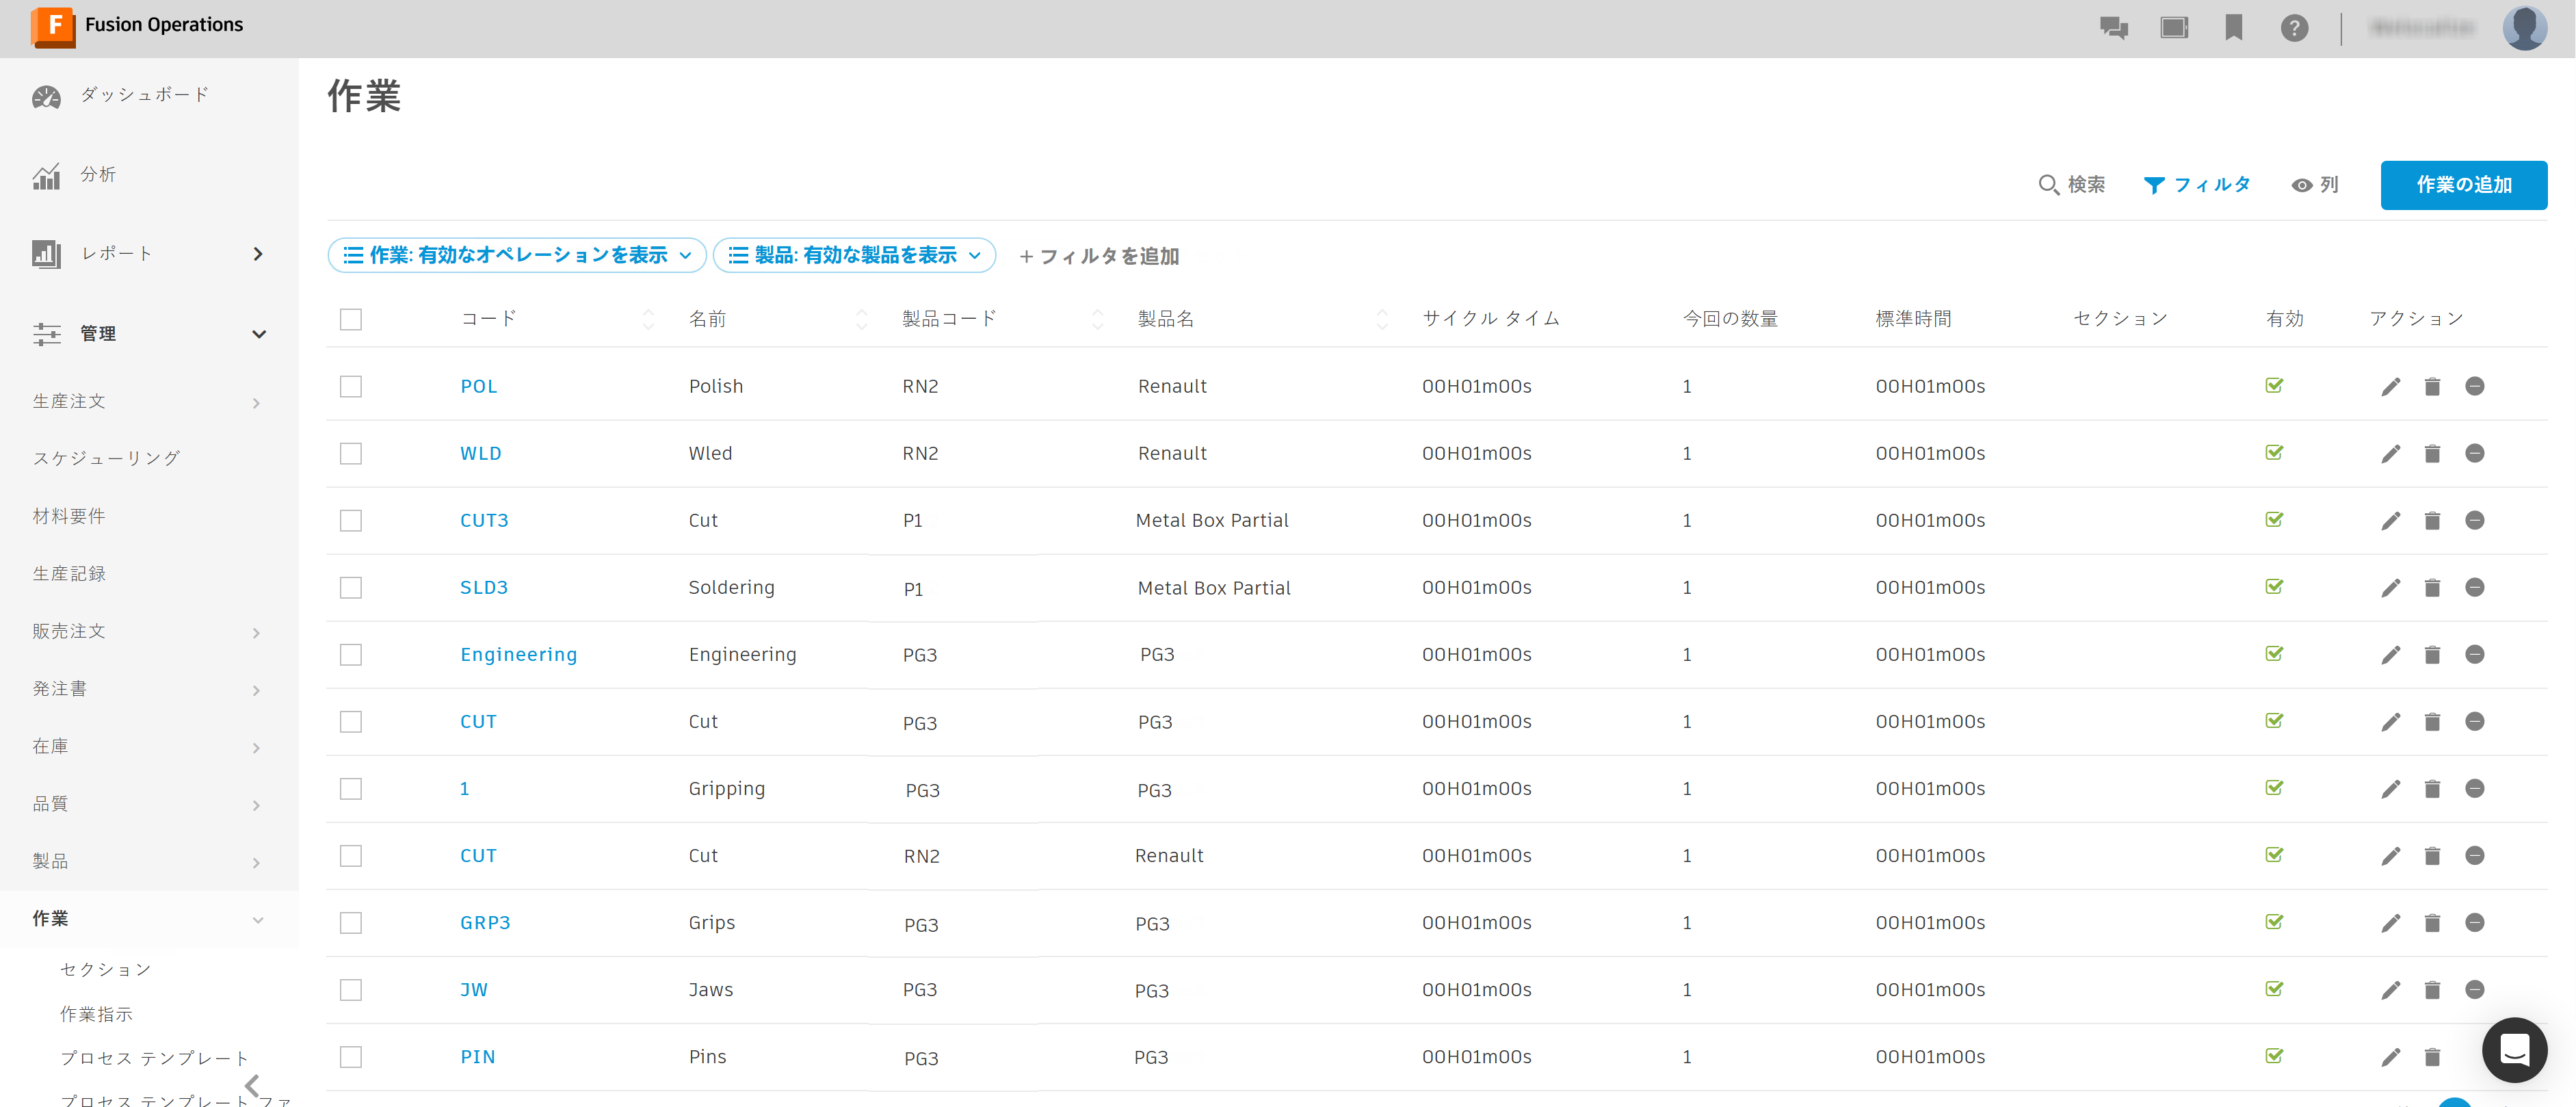 Fusion Operations
ダッシュボード
分析
レポート
管理
生産注文
スケジューリング
材料要件
生産記録
販売注文
発注書
在庫
品質
製品
作業
セクション
作業指示
プロセス テンプレート
プロセス テンプレート ファ
作業
検索 フィルタ 列 作業の追加
作業: 有効なオペレーションを表示 製品: 有効な製品を表示 + フィルタを追加
コード 名前 製品コード 製品名 サイクル タイム 今回の数量 標準時間 セクション 有効 アクション
POL Polish RN2 Renault 00H01m00s 1 00H01m00s
WLD Wled RN2 Renault 00H01m00s 1 00H01m00s
CUT3 Cut P1 Metal Box Partial 00H01m00s 1 00H01m00s
SLD3 Soldering P1 Metal Box Partial 00H01m00s 1 00H01m00s
Engineering Engineering PG3 PG3 00H01m00s 1 00H01m00s
CUT Cut PG3 PG3 00H01m00s 1 00H01m00s
1 Gripping PG3 PG3 00H01m00s 1 00H01m00s
CUT Cut RN2 Renault 00H01m00s 1 00H01m00s
GRP3 Grips PG3 PG3 00H01m00s 1 00H01m00s
JW Jaws PG3 PG3 00H01m00s 1 00H01m00s
PIN Pins PG3 PG3 00H01m00s 1 00H01m00s